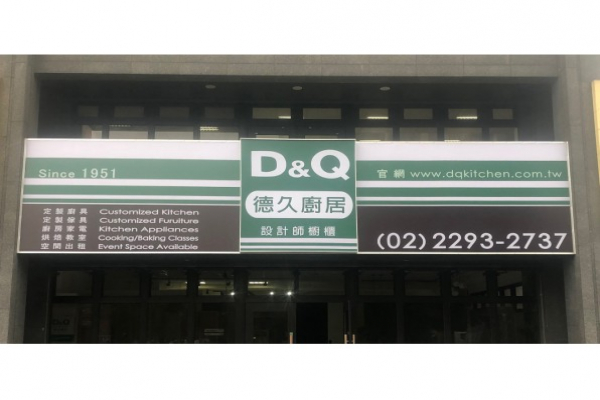 Since 1951
定製廚具 Customized Kitchen
定製傢具 Customized Furuiture
廚房家電 Kitchen Appliances
烘焙教室 Cooking/Baking Classes
空間出租 Event Space Available
D&Q
德久廚居
設計師櫥櫃
官網 www.dqkitchen.com.tw
(02) 2293-2737
D&Q